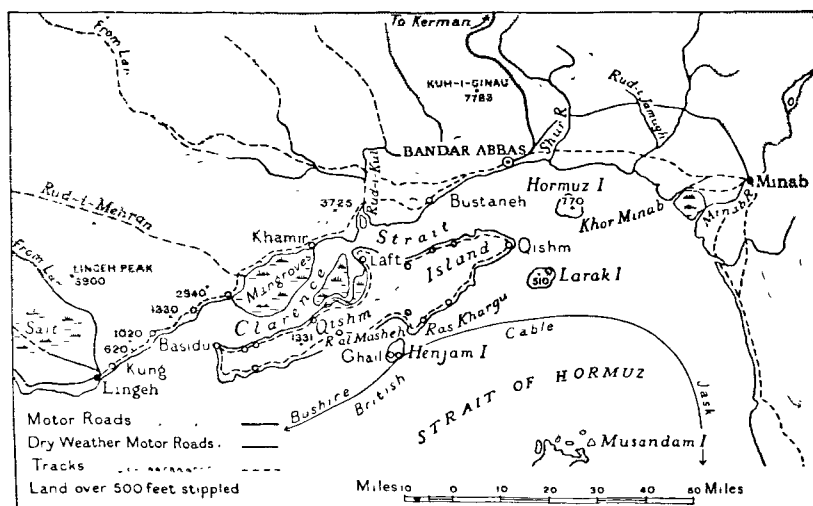 To Kerman
From Lar
KUH-I-GINAU
7783
Rud-i-Jamugh
Shur R
BANDAR ABBAS
Rud-i-Kul
Hormuz I
770
Minab
Khor Minab
Minab R
Bustaneh
3725
Rud-i-Mehran
Khamir
Strait
Island
Qishm
Laft
From
LINGEH PEAK
3900
Mangroves
Larak I
510
2940
1330
Clarence
Qishm
1331
R al Masheh
Ras Khargu
Salt
1020
620
Basidu
Cable
Ghail
Henjam I
Kung
Lingeh
Bushire
British
Jask
STRAIT OF HORMUZ
Musandam I
Motor Roads
Dry Weather Motor Roads
Tracks
Land over 500 feet stippled
Miles 10 0 10 20 30 40 50 Miles